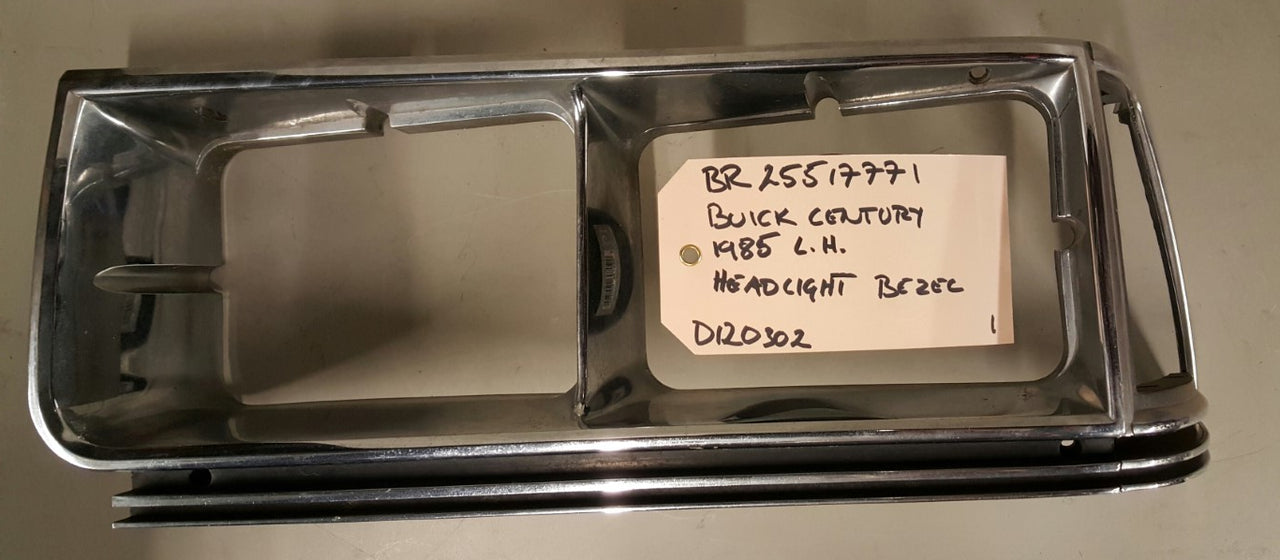 BR 25517771
BUICK CENTURY
1985 L.H.
HEADLIGHT BEZEL
D120302
1